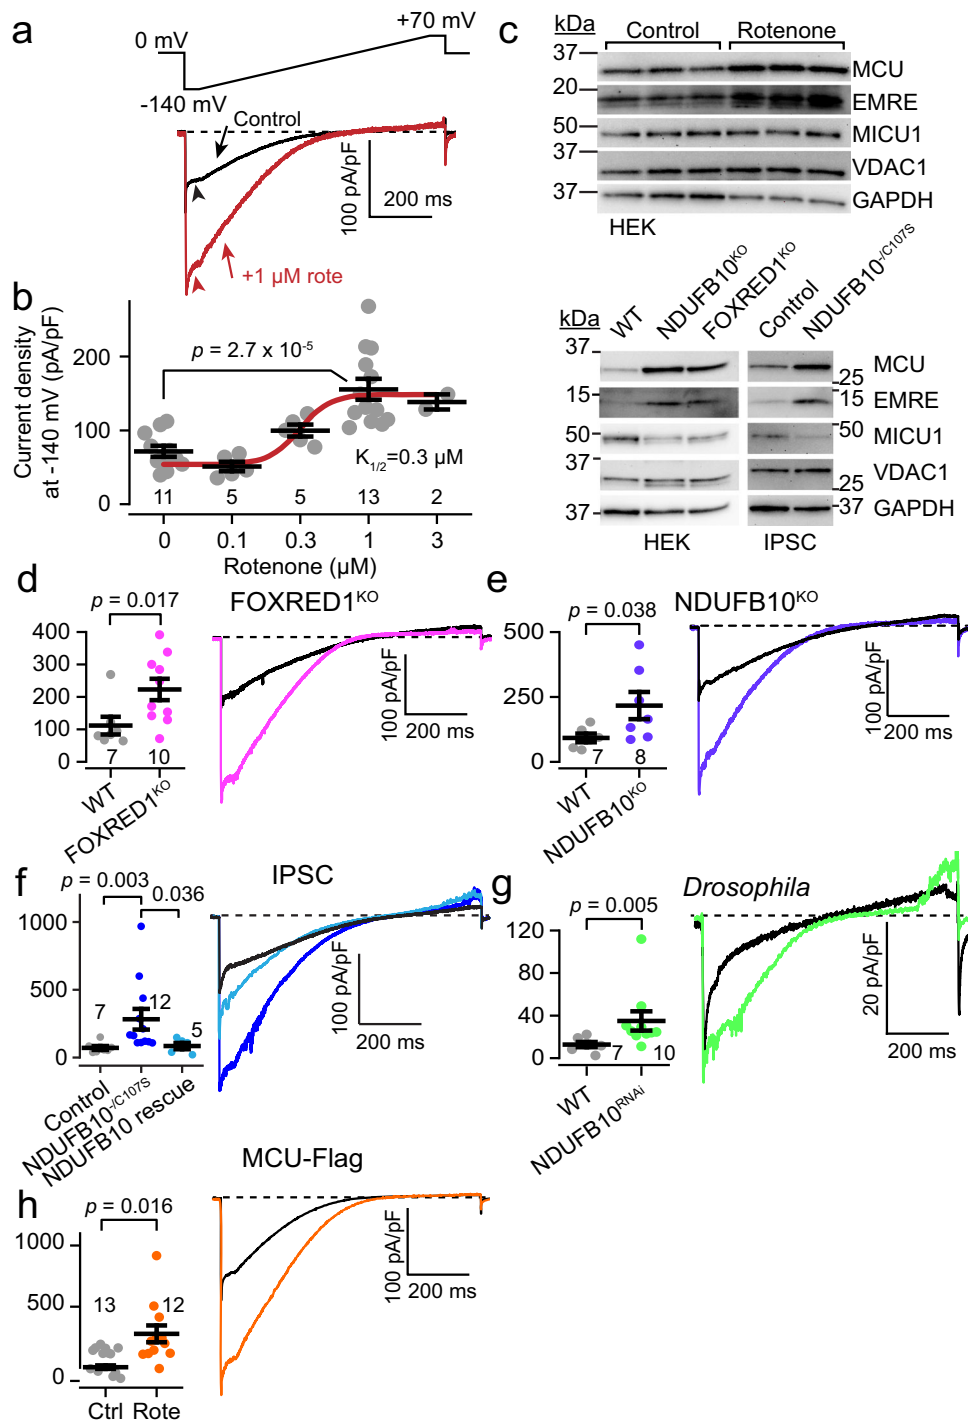 a
0 mV
+70 mV
-140 mV
Control
100 pA/pF
200 ms
+1 µM rote
b
Current density
at -140 mV (pA/pF)
200
100
0
p = 2.7 x 10-5
K1/2=0.3 µM
11 5 5 13 2
0 0.1 0.3 1 3
Rotenone (µM)
c
kDa
Control Rotenone
37
MCU
20
EMRE
50
MICU1
37
VDAC1
37
GAPDH
HEK
kDa
WT
NDUFB10KO
FOXRED1KO
Control
NDUFB10-/C107S
37
MCU
25
15
15
EMRE
50
50
MICU1
37
VDAC1
25
37
37
GAPDH
HEK IPSC
d
FOXRED1KO
p = 0.017
400
300
200
100
0
7 10
WT
FOXRED1KO
100 pA/pF
200 ms
e
NDUFB10KO
p = 0.038
500
250
0
7 8
WT
NDUFB10KO
100 pA/pF
200 ms
f
IPSC
p = 0.003
0.036
1000
500
0
7 12 5
Control
NDUFB10-/C107S
NDUFB10 rescue
100 pA/pF
200 ms
g
Drosophila
p = 0.005
120
80
40
0
7 10
WT
NDUFB10RNAi
20 pA/pF
200 ms
h
MCU-Flag
p = 0.016
1000
500
0
13 12
Ctrl Rote
100 pA/pF
200 ms